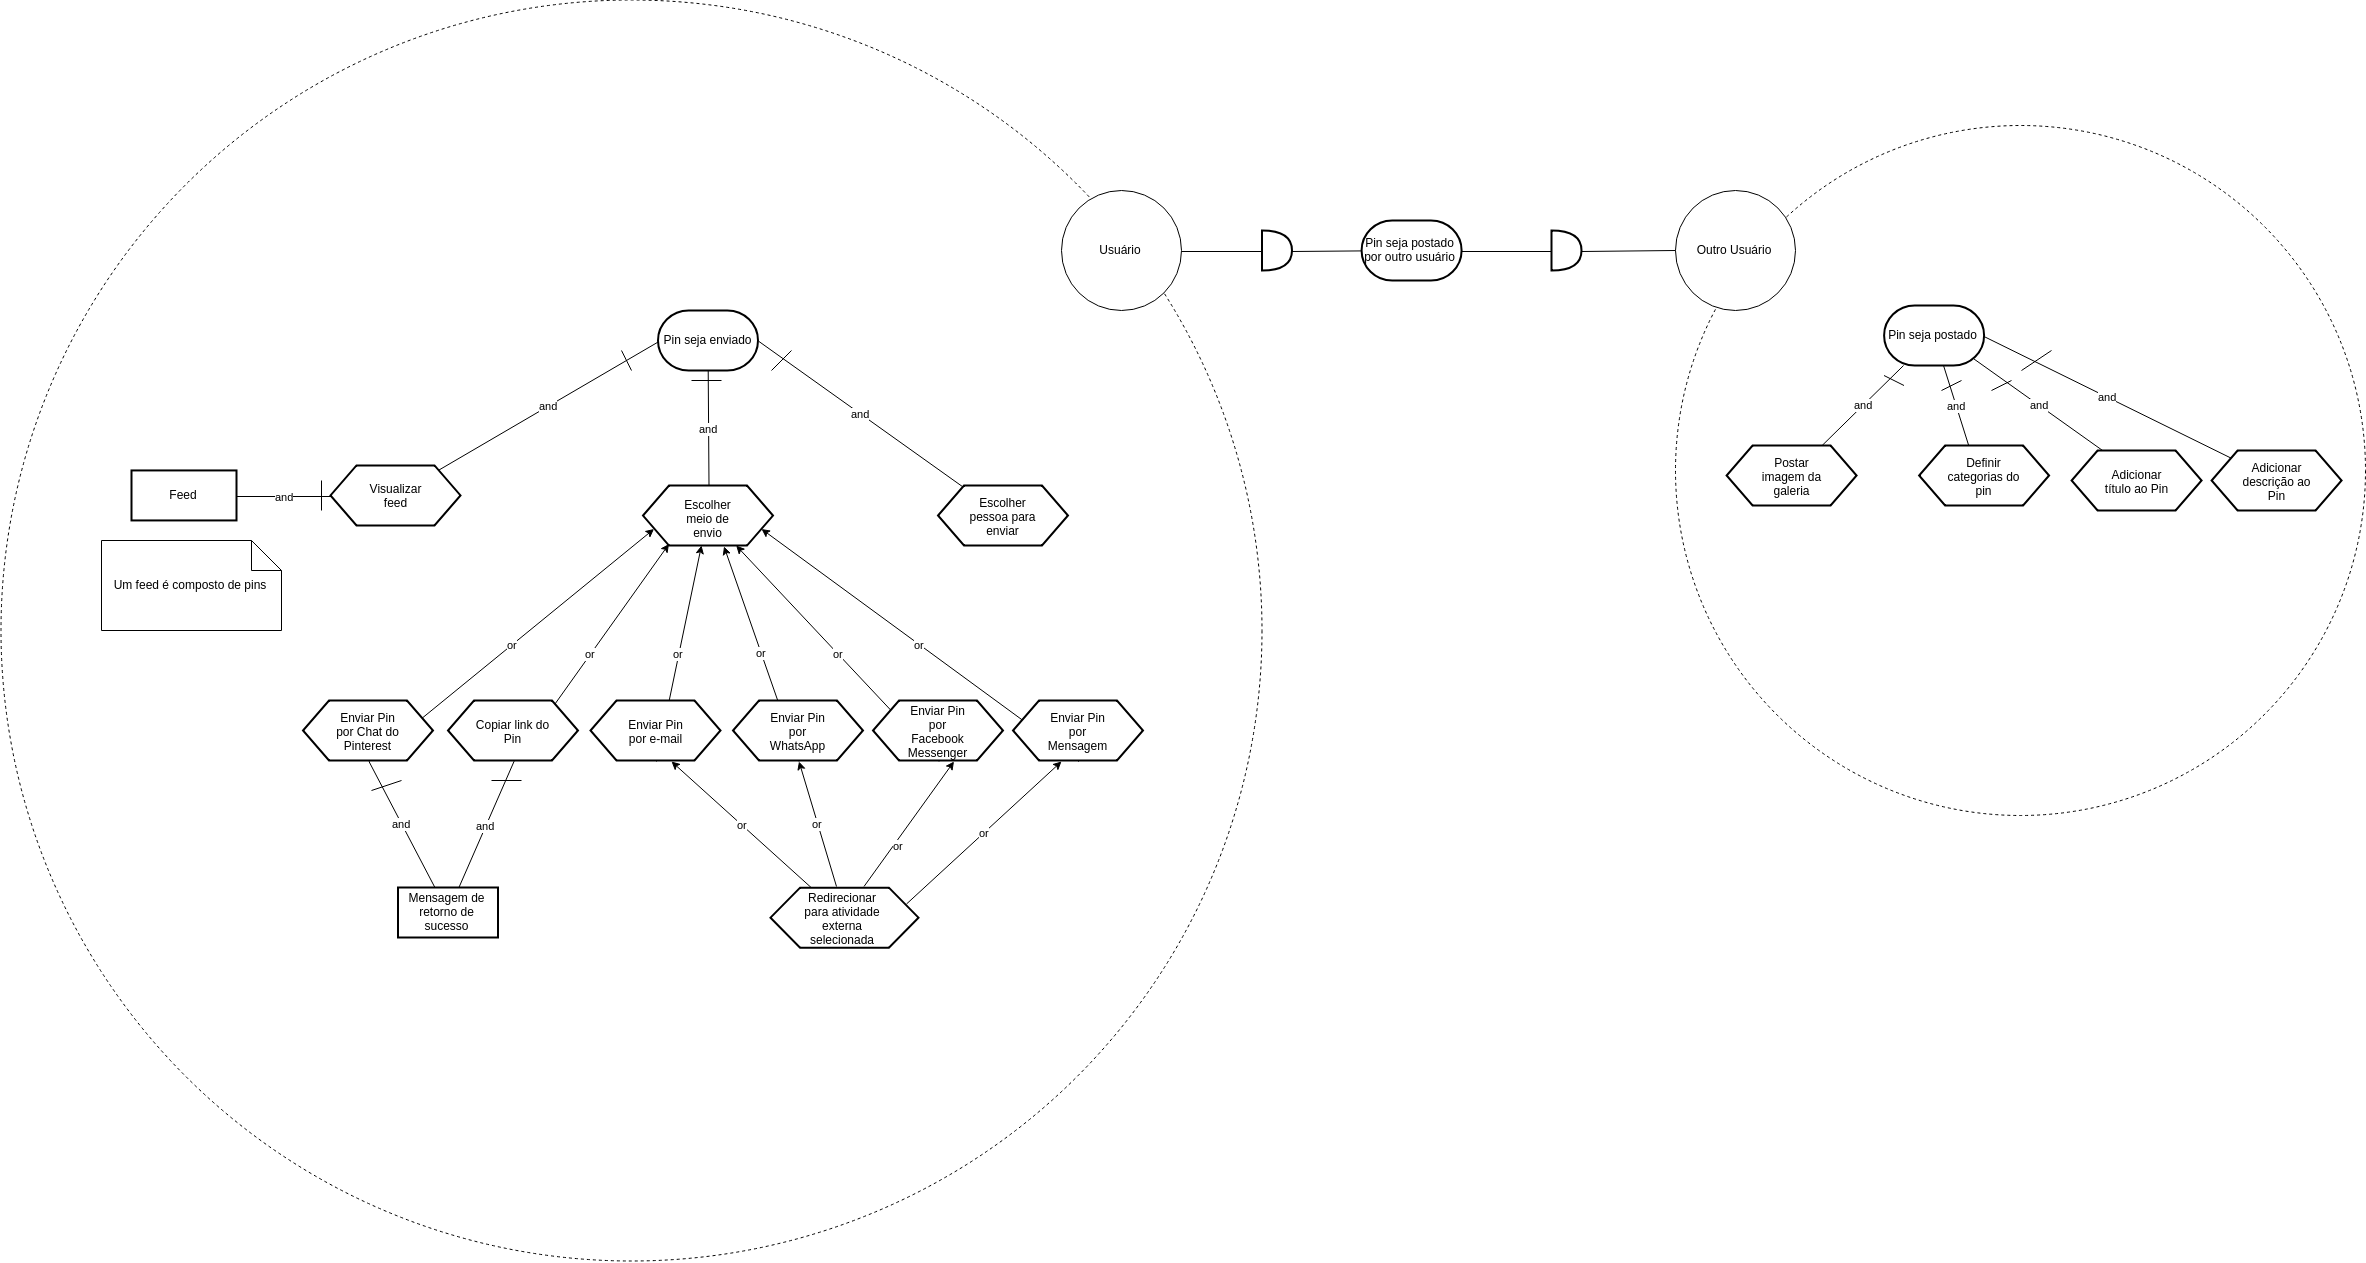 Usuário
Pin seja postado
por outro usuário
Outro Usuário
Pin seja enviado
and
and
and
Feed
and
Visualizar
feed
Escolher
meio de
envio
Escolher
pessoa para
enviar
Um feed é composto de pins
or
or
or
or
or
or
Enviar Pin
por Chat do
Pinterest
Copiar link do
Pin
Enviar Pin
por e-mail
Enviar Pin
por
WhatsApp
Enviar Pin
por
Facebook
Messenger
Enviar Pin
por
Mensagem
and
and
or
or
or
or
Mensagem de
retorno de
sucesso
Redirecionar
para atividade
externa
selecionada
Pin seja postado
and
and
and
and
Postar
imagem da
galeria
Definir
categorias do
pin
Adicionar
título ao Pin
Adicionar
descrição ao
Pin